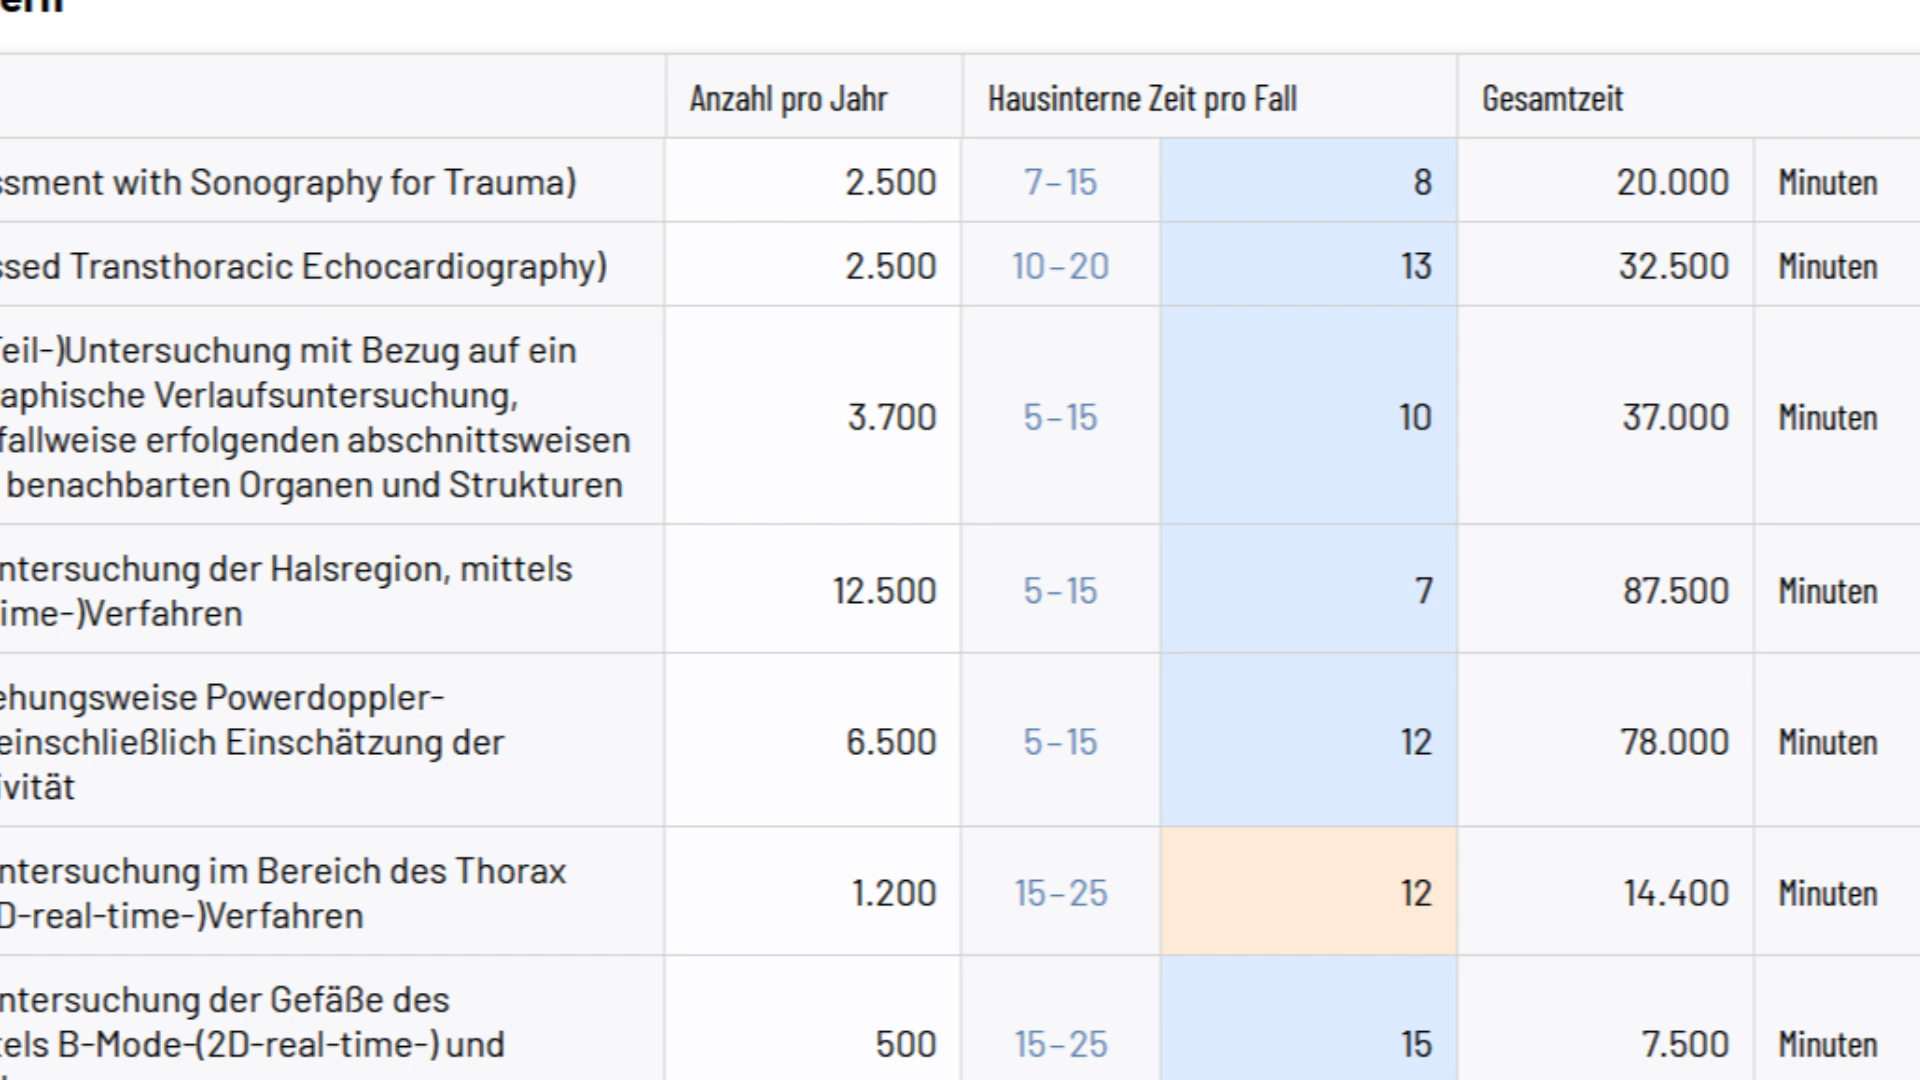 Anzahl pro Jahr Hausinterne Zeit pro Fall Gesamtzeit
with Sonography for Trauma) 2.500 7–15 8 20.000 Minuten
Transthoracic Echocardiography) 2.500 10–20 13 32.500 Minuten
eil-)Untersuchung mit Bezug auf ein
aphische Verlaufsuntersuchung,
fallweise erfolgenden abschnittsweisen
benachbarten Organen und Strukturen
3.700 5–15 10 37.000 Minuten
ntersuchung der Halsregion, mittels
ime-)Verfahren
12.500 5–15 7 87.500 Minuten
ehungsweise Powerdoppler-
einschließlich Einschätzung der
ivität
6.500 5–15 12 78.000 Minuten
ntersuchung im Bereich des Thorax
D-real-time-)Verfahren
1.200 15–25 12 14.400 Minuten
ntersuchung der Gefäße des
tels B-Mode-(2D-real-time-) und
500 15–25 15 7.500 Minuten